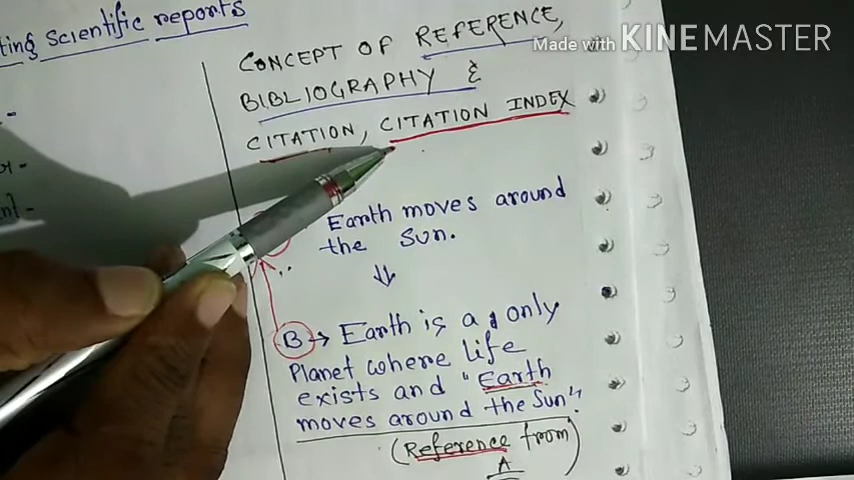 ting Scientific reports
Made with KINEMASTER
CONCEPT OF REFERENCE,
BIBLIOGRAPHY &
CITATION, CITATION INDEX
Earth moves around
the Sun.
B → Earth is a only
Planet where life
exists and "Earth
moves around the Sun".
(Reference from
A